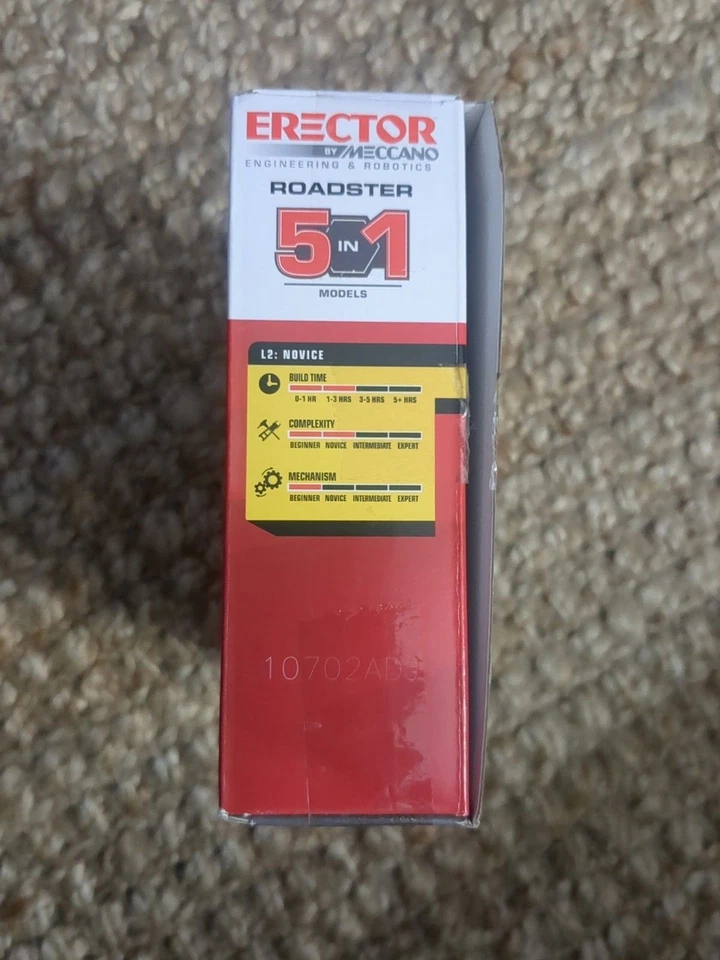 ERECTOR
BY MECCANO
ENGINEERING & ROBOTICS
ROADSTER
5 IN 1
MODELS
L2: NOVICE
BUILD TIME
0-1 HR 1-3 HRS 3-5 HRS 5+ HRS
COMPLEXITY
BEGINNER NOVICE INTERMEDIATE EXPERT
MECHANISM
BEGINNER NOVICE INTERMEDIATE EXPERT